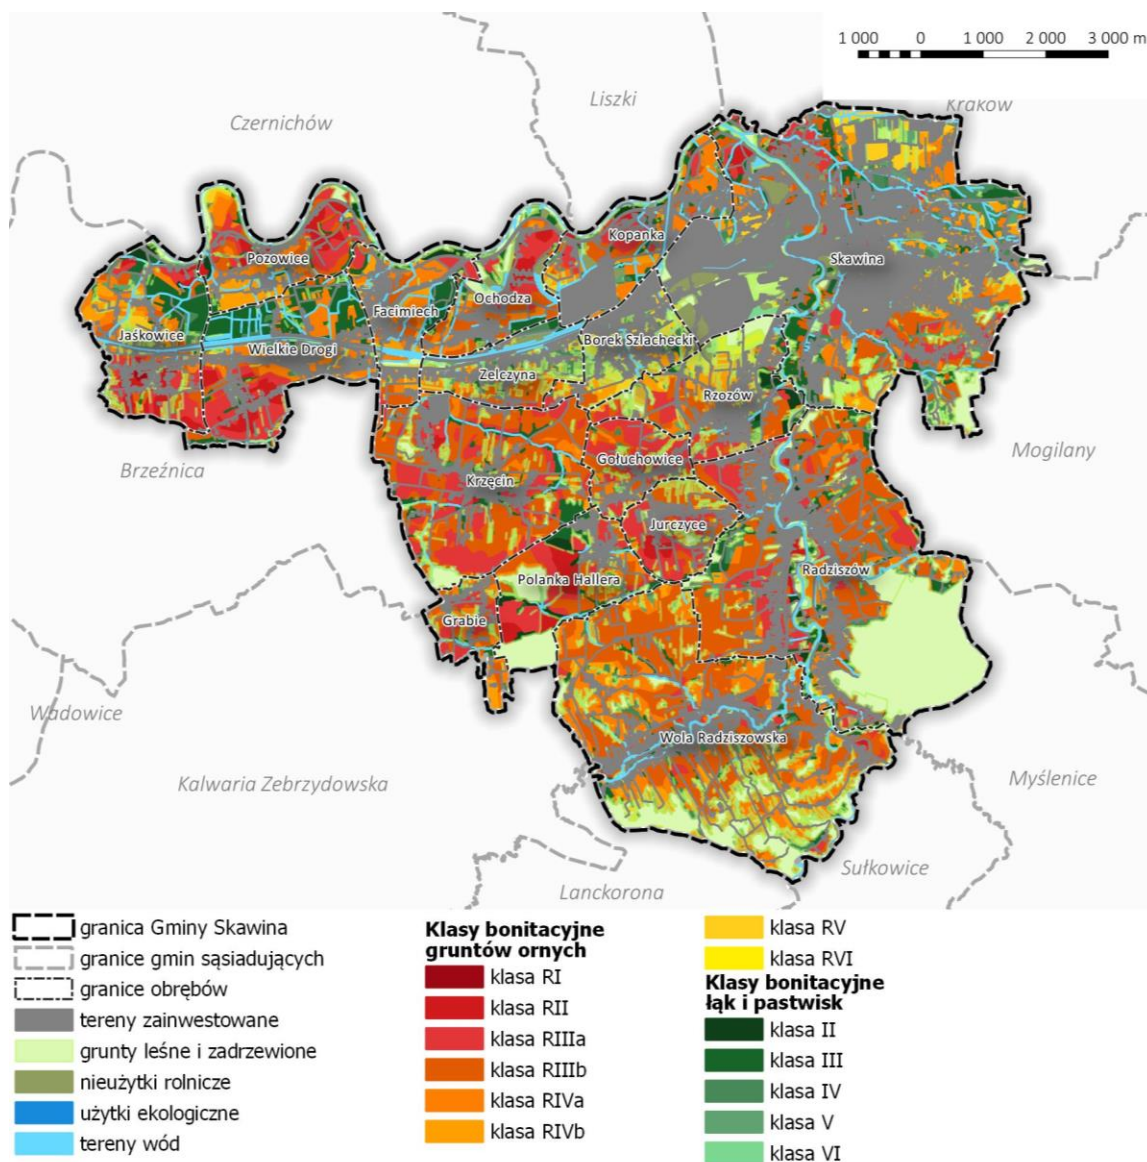 1 000 0 1 000 2 000 3 000 m
Liszki
Kraków
Czernichów
Kopanka
Pozowice
Skawina
Ochodza
Facimiech
Jaśkowice
Borek Szlachecki
Wielkie Drogi
Zelczyna
Rzozów
Mogilany
Gołuchowice
Brzeźnica
Krzęcin
Jurczyce
Radziszów
Polanka Hallera
Grabie
Wadowice
Wola Radziszowska
Kalwaria Zebrzydowska
Myślenice
Sułkowice
Lanckorona
granica Gminy Skawina
granice gmin sąsiadujących
granice obrębów
tereny zainwestowane
grunty leśne i zadrzewione
nieużytki rolnicze
użytki ekologiczne
tereny wód
Klasy bonitacyjne
gruntów ornych
klasa RI
klasa RII
klasa RIIIa
klasa RIIIb
klasa RIVa
klasa RIVb
klasa RV
klasa RVI
Klasy bonitacyjne
łąk i pastwisk
klasa II
klasa III
klasa IV
klasa V
klasa VI